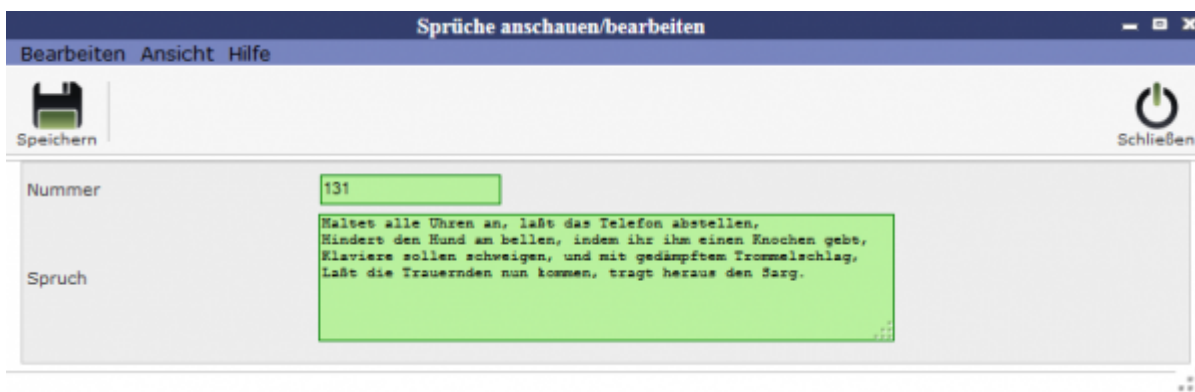 Sprüche anschauen/bearbeiten
Bearbeiten Ansicht Hilfe
Speichern
Schließen
Nummer
131
Spruch
Haltet alle Uhren an, laßt das Telefon abstellen,
Hindert den Hund am bellen, indem ihr ihm einen Knochen gebt,
Klaviere sollen schweigen, und mit gedämpftem Trommelschlag,
Laßt die Trauernden nun kommen, tragt heraus den Sarg.